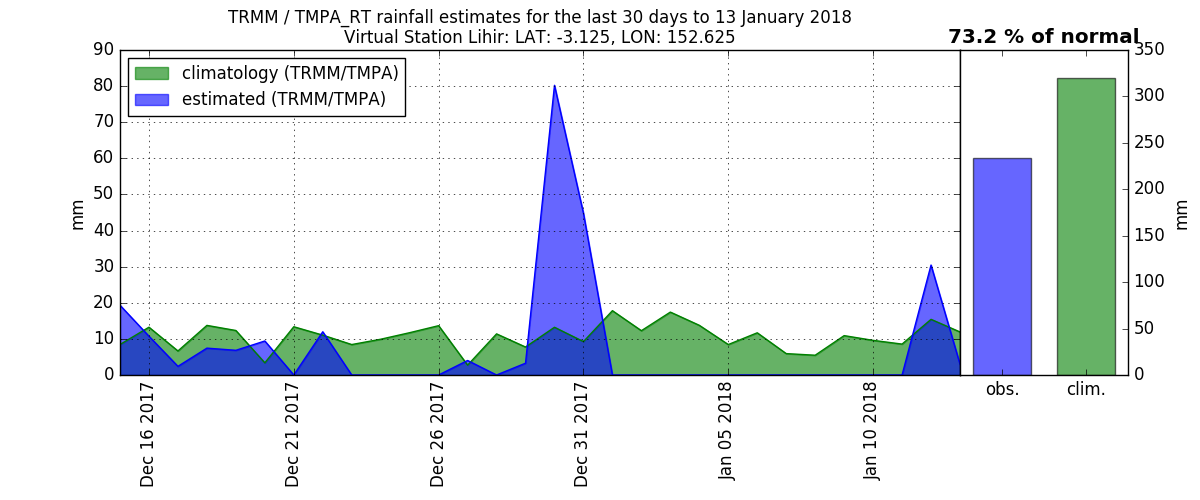 TRMM / TMPA_RT rainfall estimates for the last 30 days to 13 January 2018
Virtual Station Lihir: LAT: -3.125, LON: 152.625
73.2 % of normal
climatology (TRMM/TMPA)
estimated (TRMM/TMPA)
90
80
70
60
50
40
30
20
10
0
mm
Dec 16 2017
Dec 21 2017
Dec 26 2017
Dec 31 2017
Jan 05 2018
Jan 10 2018
350
300
250
200
150
100
50
0
mm
obs.
clim.